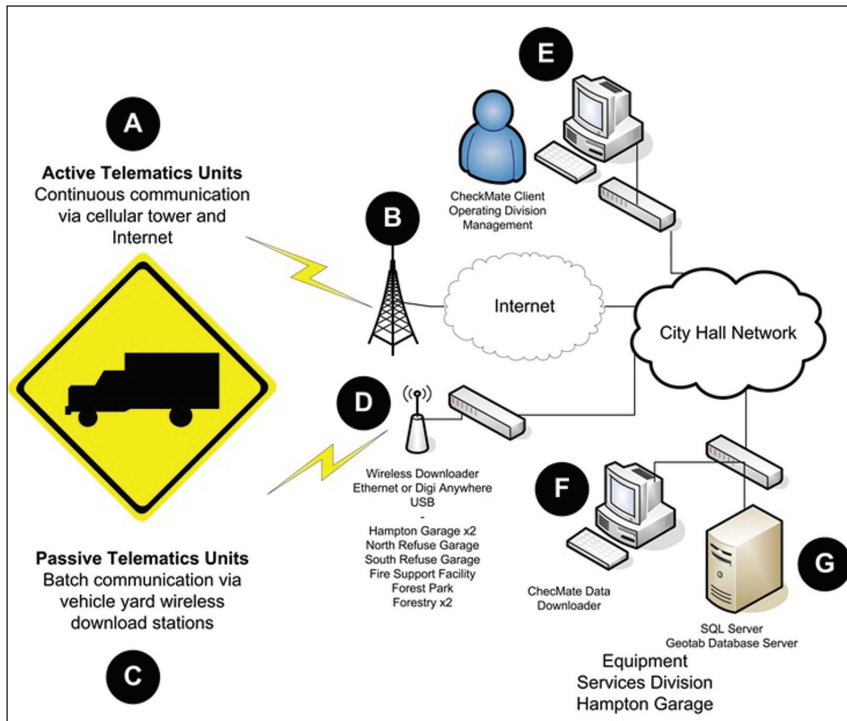 A
Active Telematics Units
Continuous communication
via cellular tower and
Internet
B
Internet
E
CheckMate Client
Operating Division
Management
City Hall Network
D
Wireless Downloader
Ethernet or Digi Anywhere
USB
-
Hampton Garage x2
North Refuse Garage
South Refuse Garage
Fire Support Facility
Forest Park
Forestry x2
Passive Telematics Units
Batch communication via
vehicle yard wireless
download stations
C
F
ChecMate Data
Downloader
G
SQL Server
Geotab Database Server
Equipment
Services Division
Hampton Garage